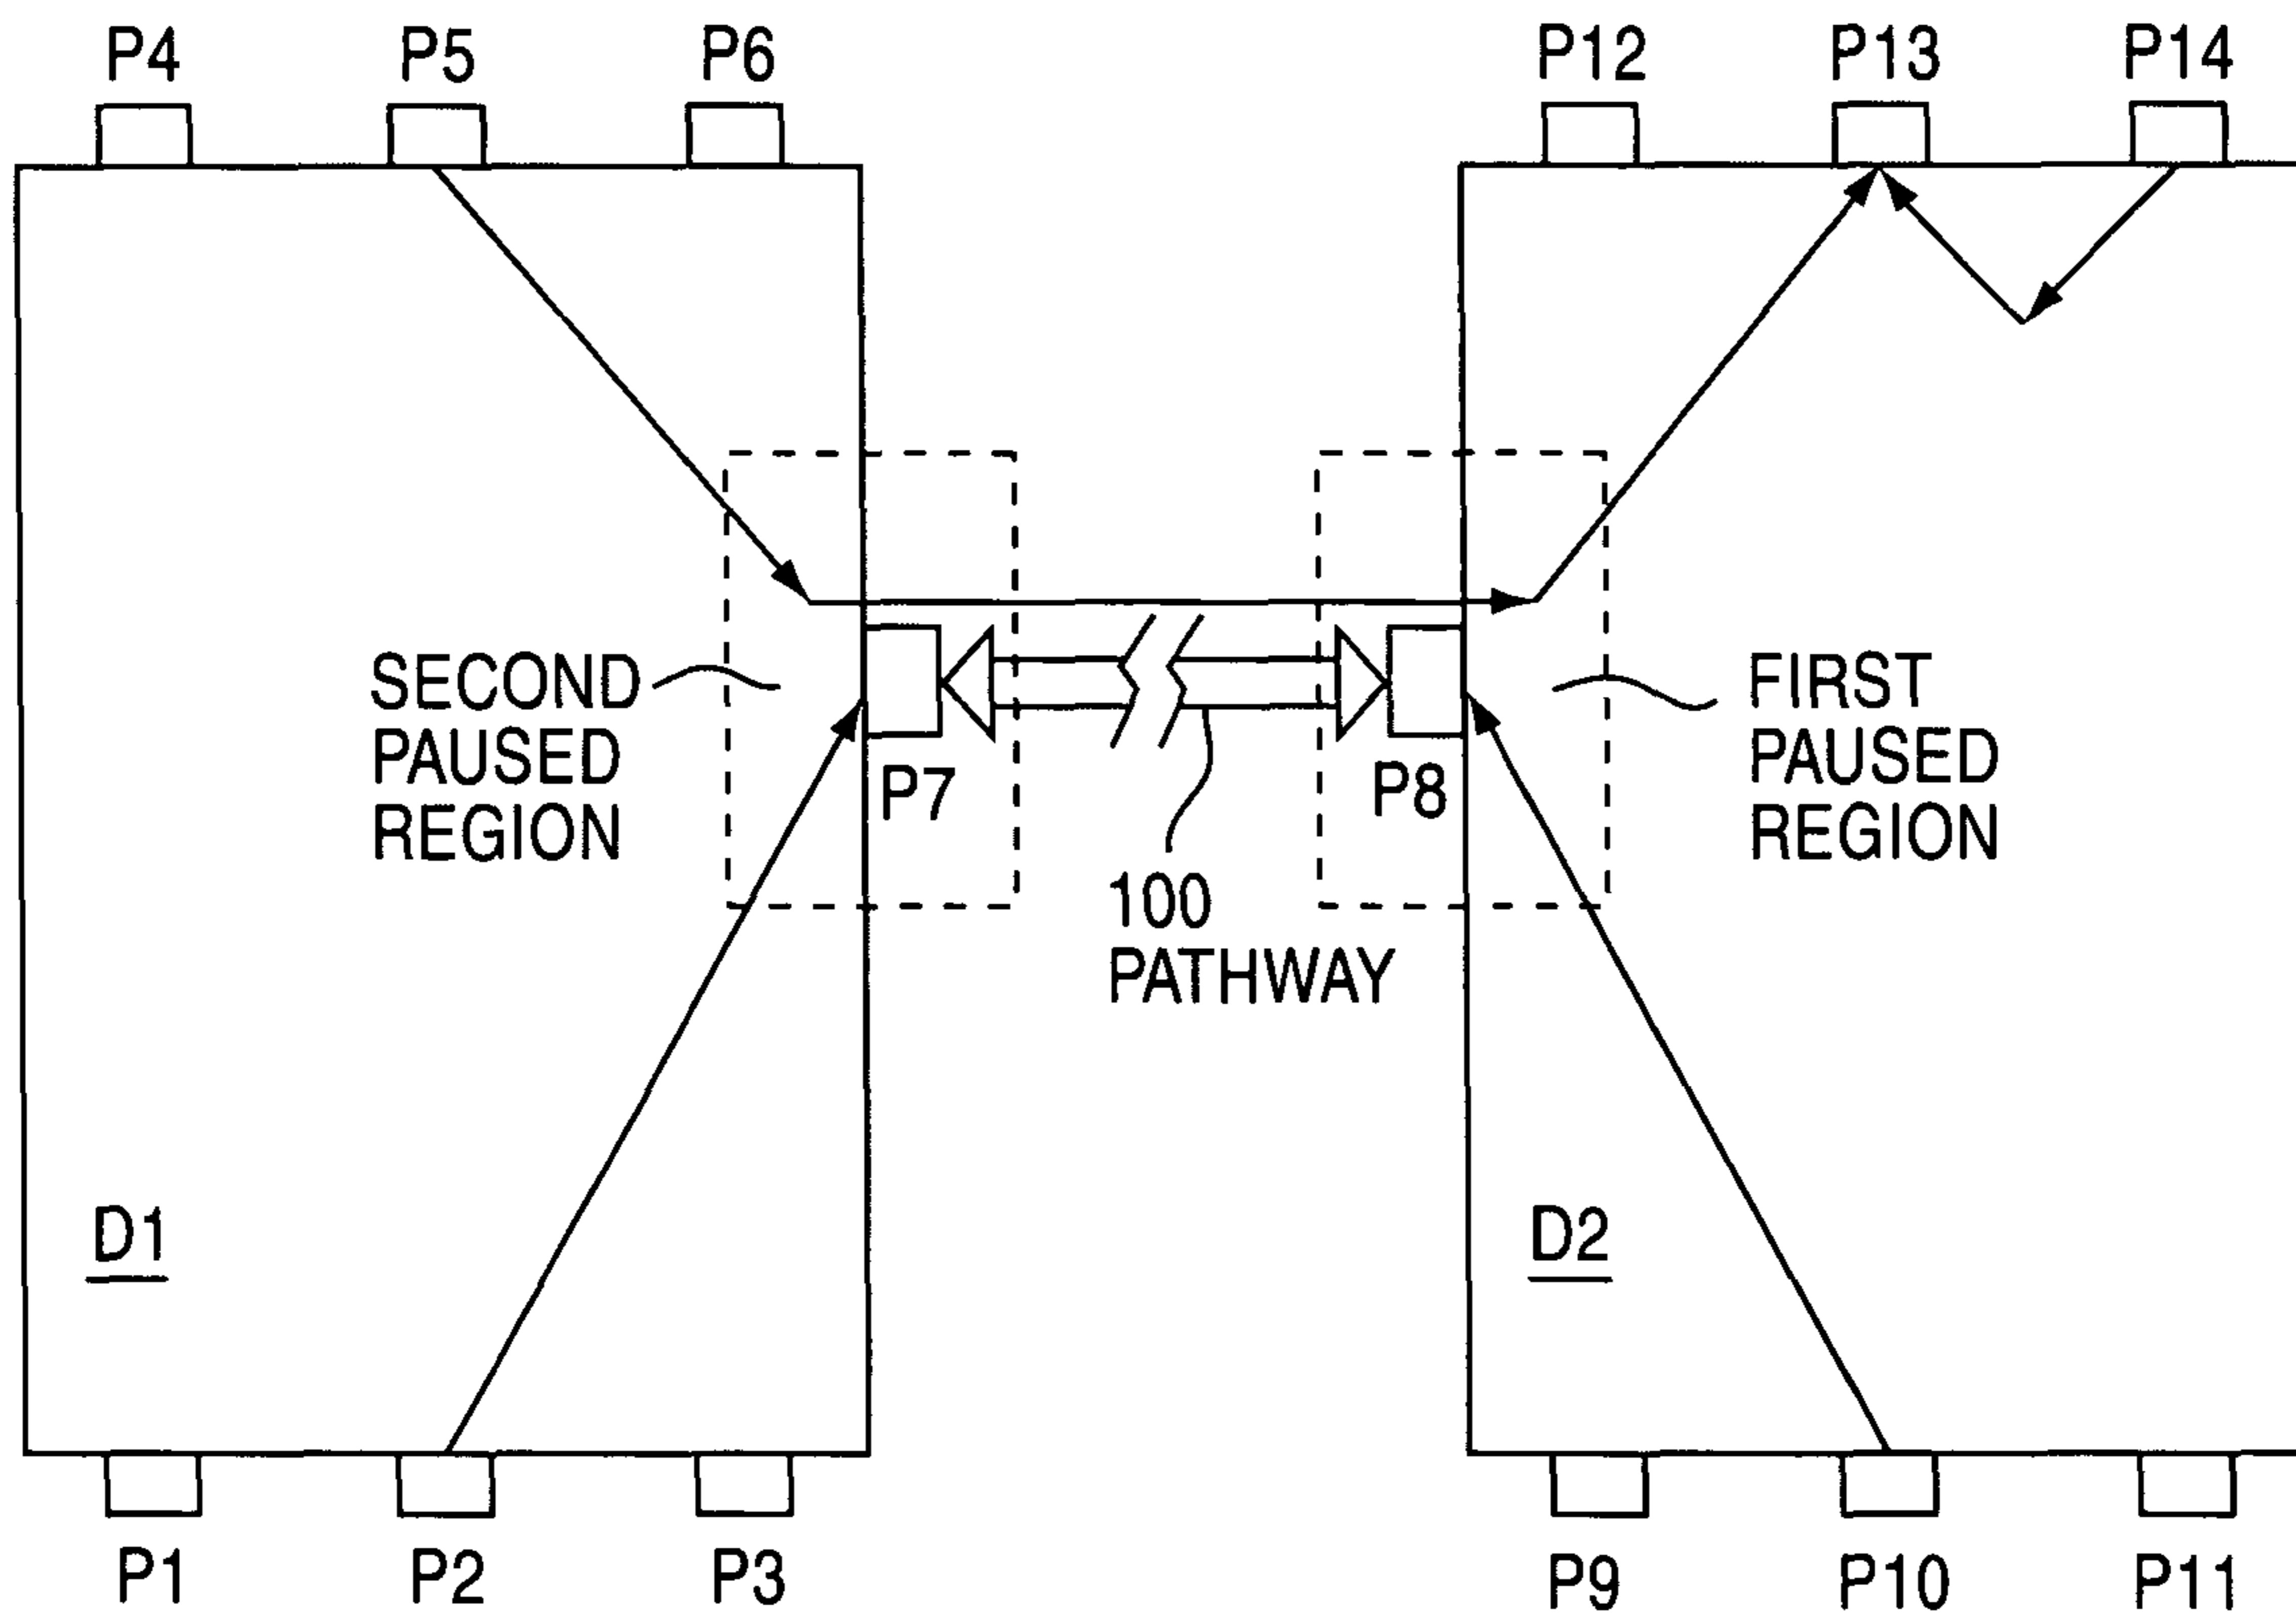 P4
P5
P6
P12
P13
P14
SECOND
PAUSED
REGION
P7
P8
FIRST
PAUSED
REGION
100
PATHWAY
D1
D2
P1
P2
P3
P9
P10
P11